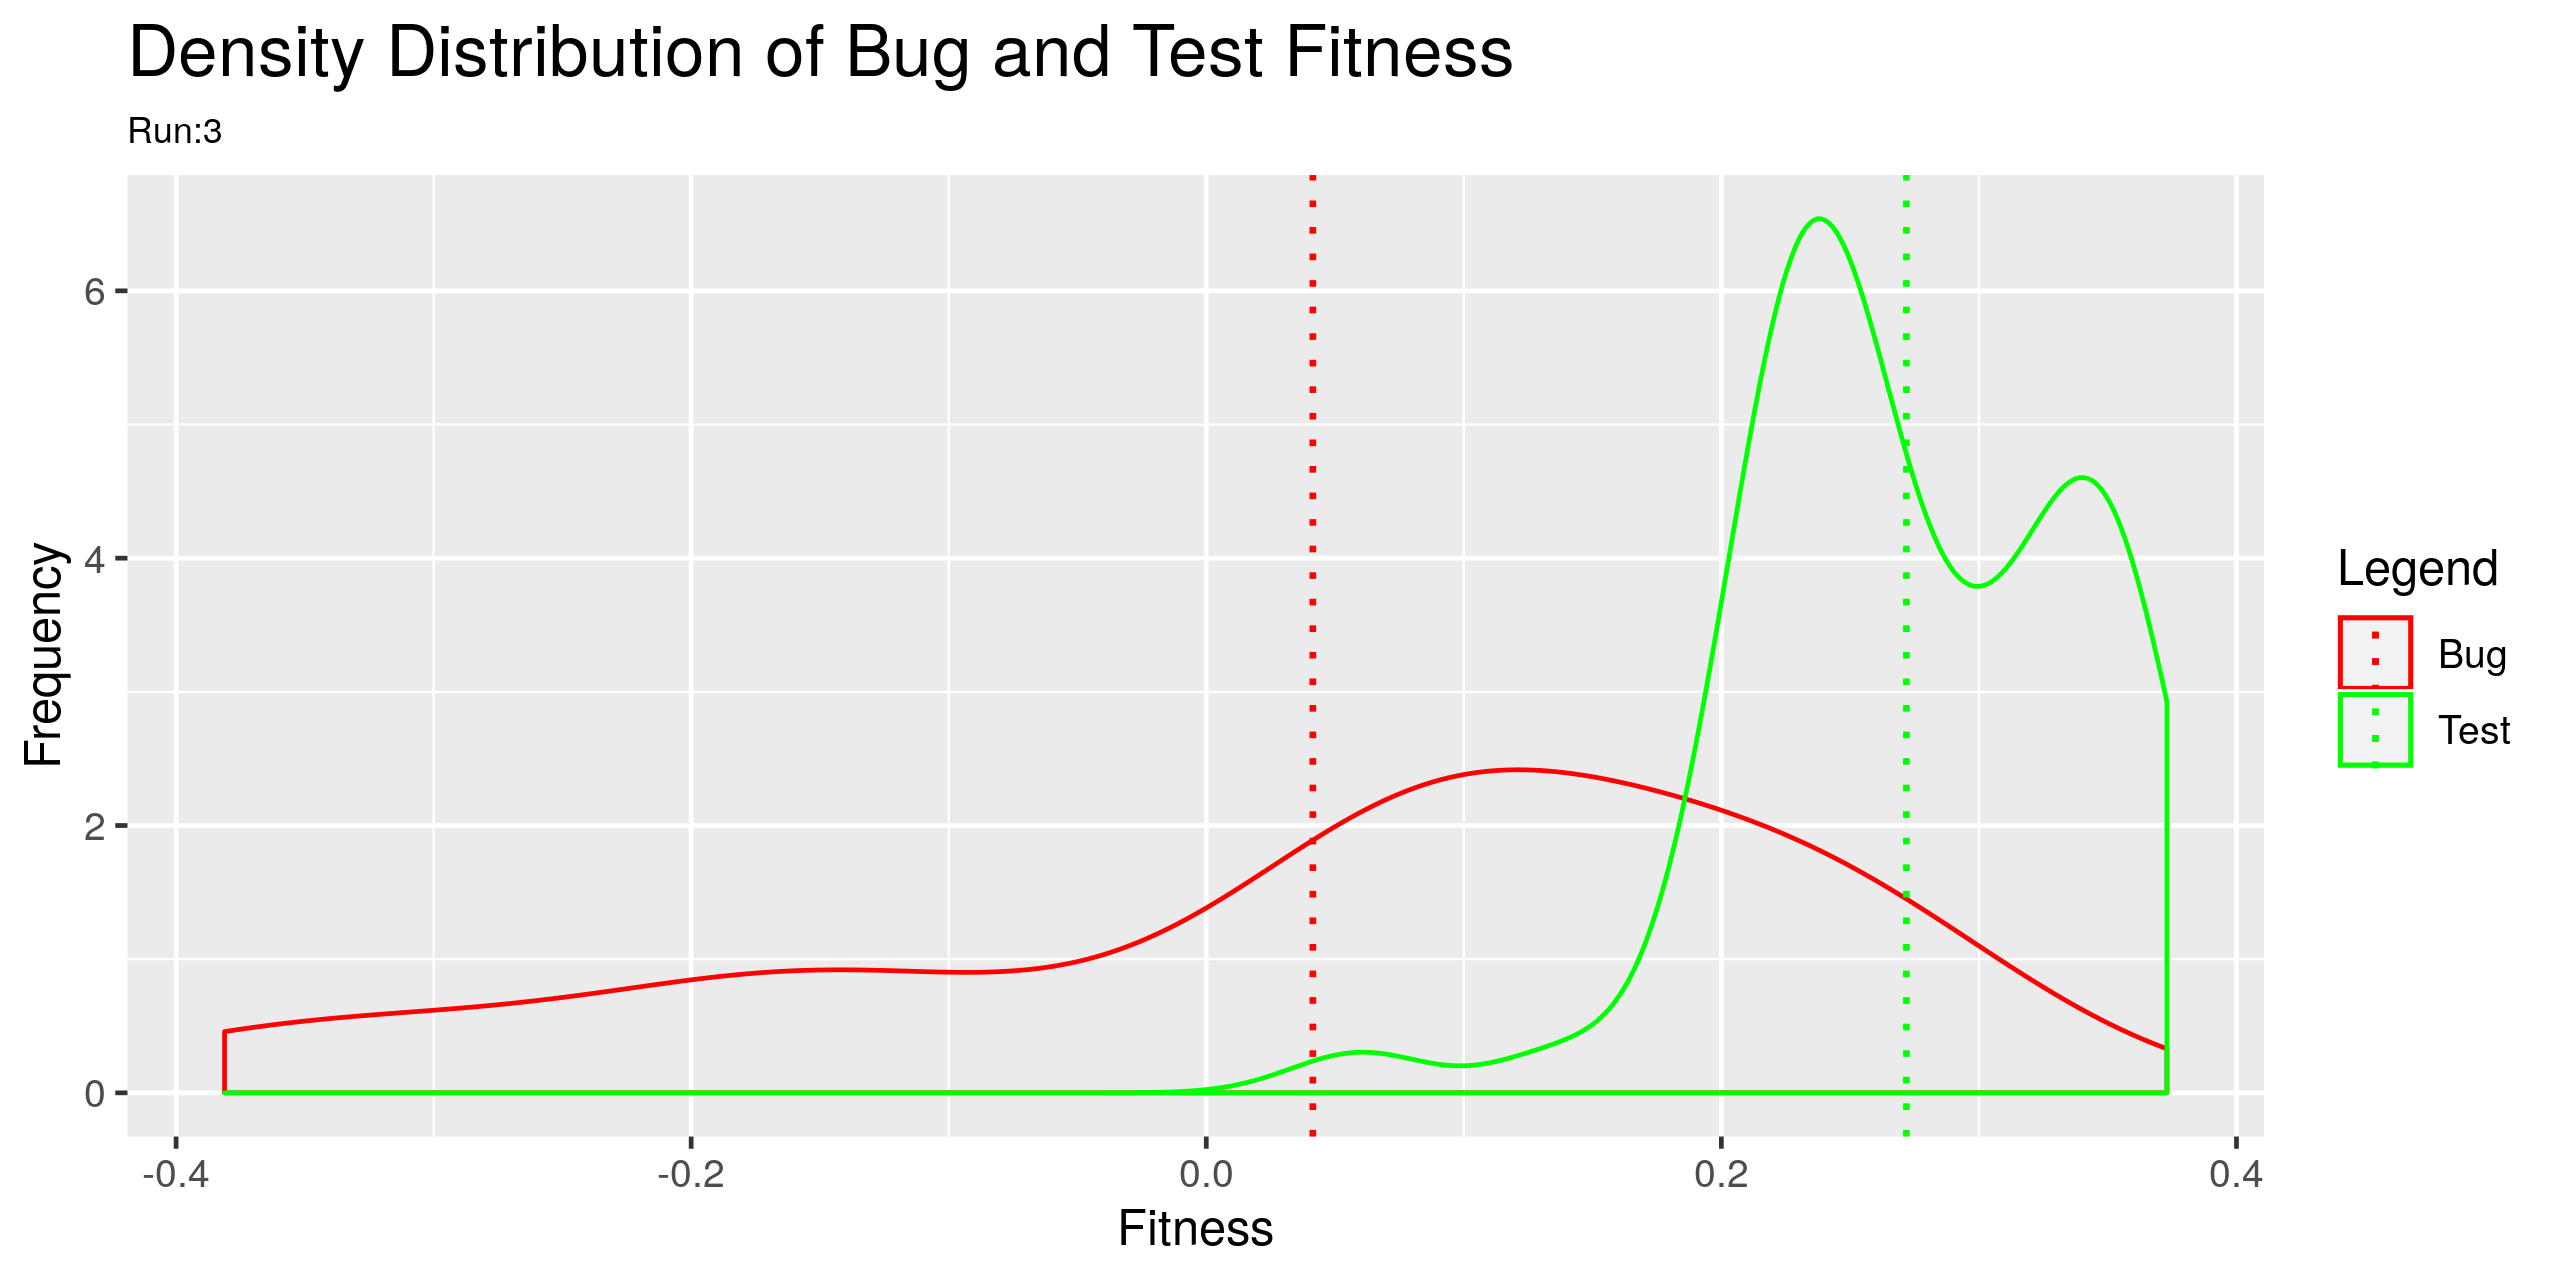 Density Distribution of Bug and Test Fitness
Run:3
Frequency
6
4
2
0
-0.4
-0.2
0.0
0.2
0.4
Fitness
Legend
Bug
Test